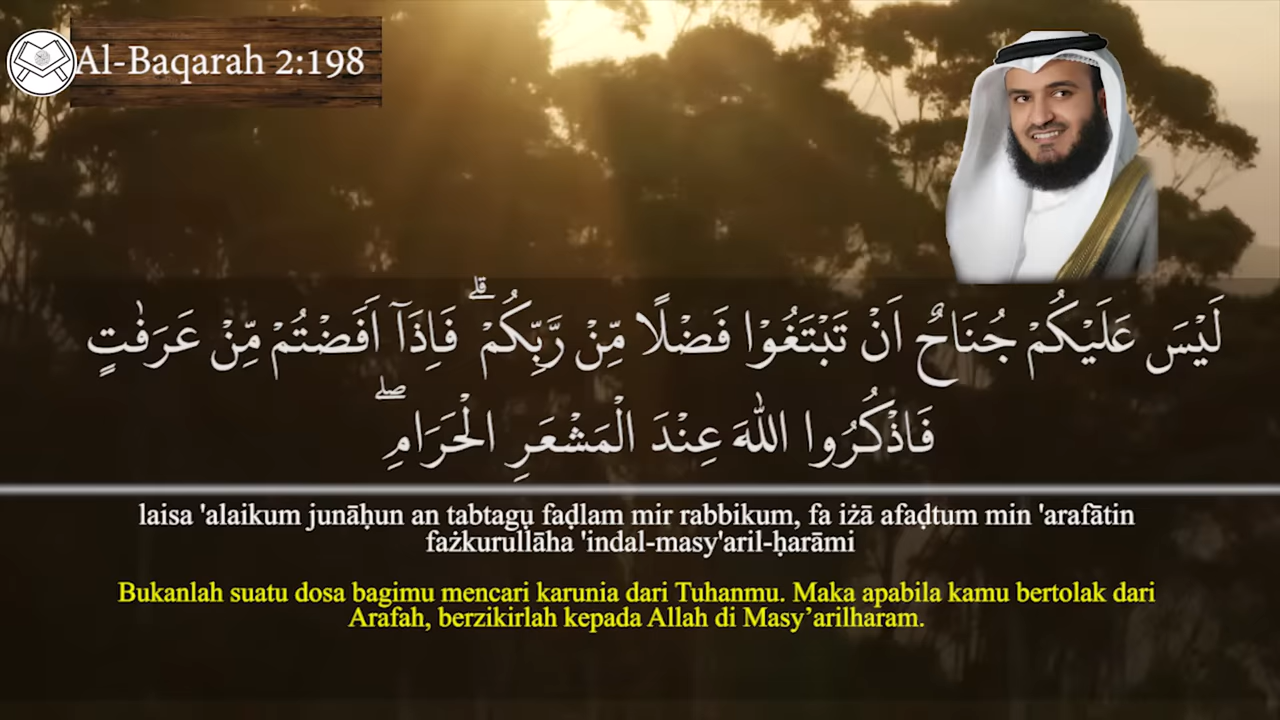 Al-Baqarah 2:198
لَيْسَ عَلَيْكُمْ جُنَاحٌ اَنْ تَبْتَغُوْا فَضْلًا مِّنْ رَّبِّكُمْ ۗ فَاِذَآ اَفَضْتُمْ مِّنْ عَرَفٰتٍ
فَاذْكُرُوا اللّٰهَ عِنْدَ الْمَشْعَرِ الْحَرَامِ ۖ
laisa 'alaikum junāḥun an tabtagụ faḍlam mir rabbikum, fa iżā afaḍtum min 'arafātin
fażkurullāha 'indal-masy'aril-ḥarāmi
Bukanlah suatu dosa bagimu mencari karunia dari Tuhanmu. Maka apabila kamu bertolak dari
Arafah, berzikirlah kepada Allah di Masy’arilharam.